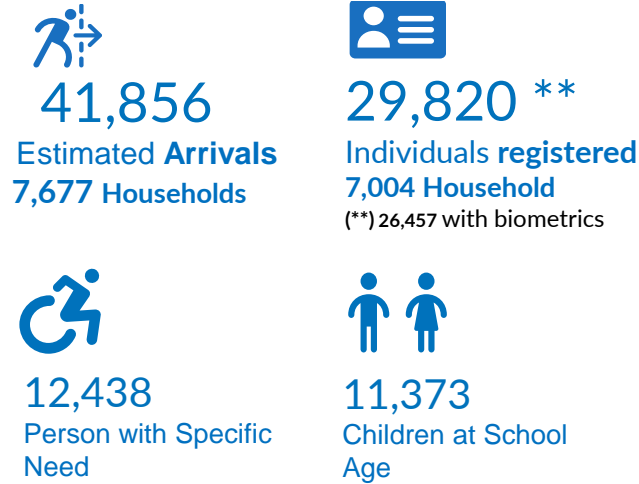 41,856
Estimated Arrivals
7,677 Households
29,820 **
Individuals registered
7,004 Household
(**) 26,457 with biometrics
12,438
Person with Specific
Need
11,373
Children at School
Age